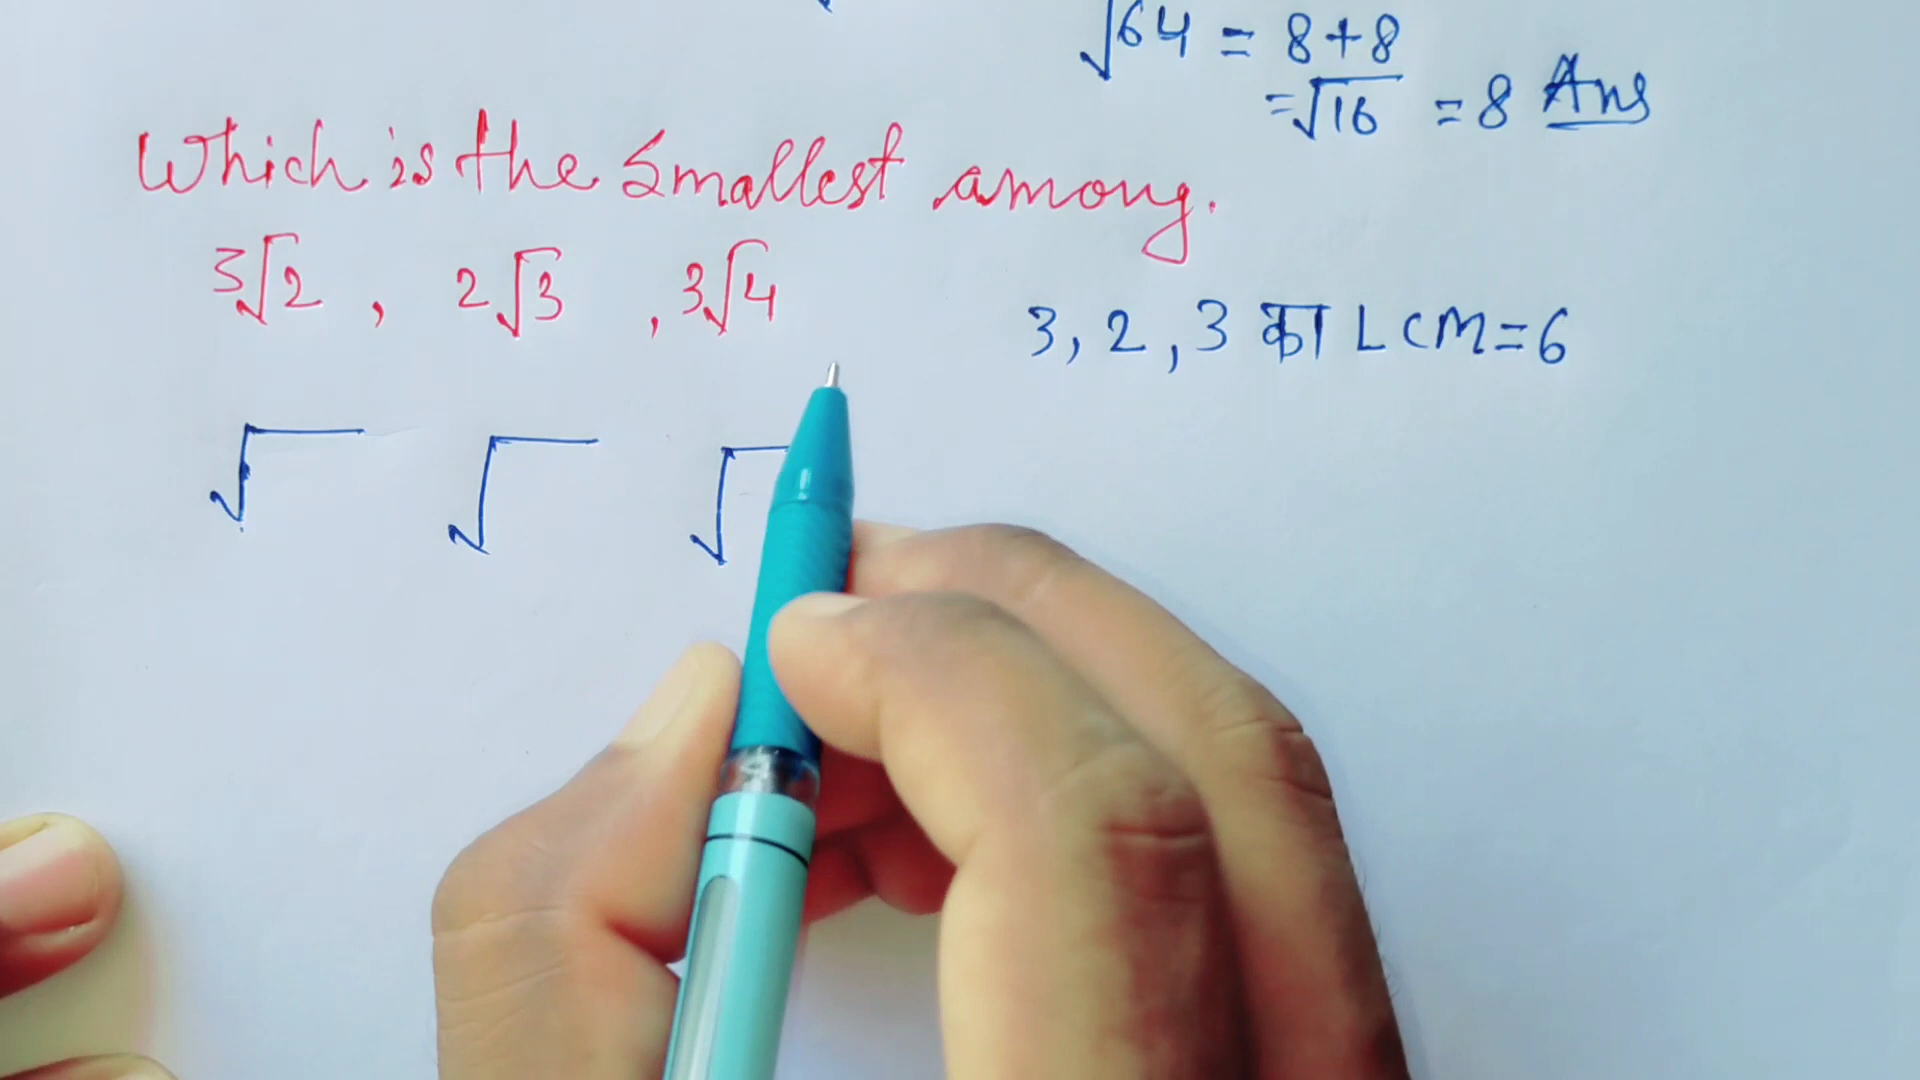 √64 = 8+8
=√16 = 8 Ans
Which is the Smallest among.
³√2 , ²√3 , ³√4
3, 2, 3 का LCM=6
√ √ √